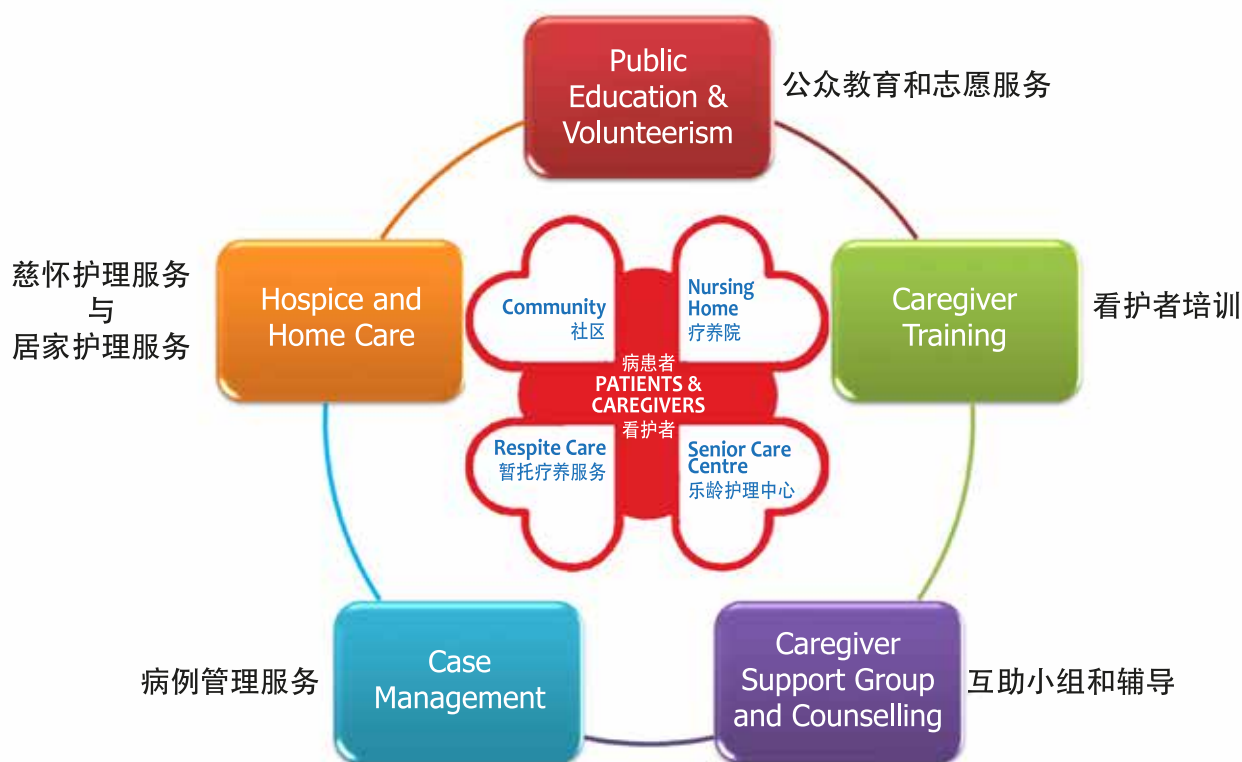 Public
Education &
Volunteerism
公众教育和志愿服务
慈怀护理服务
与
居家护理服务
Hospice and
Home Care
Community
社区
Nursing
Home
疗养院
Caregiver
Training
看护者培训
病患者
PATIENTS &
CAREGIVERS
看护者
Respite Care
暂托疗养服务
Senior Care
Centre
乐龄护理中心
病例管理服务
Case
Management
Caregiver
Support Group
and Counselling
互助小组和辅导